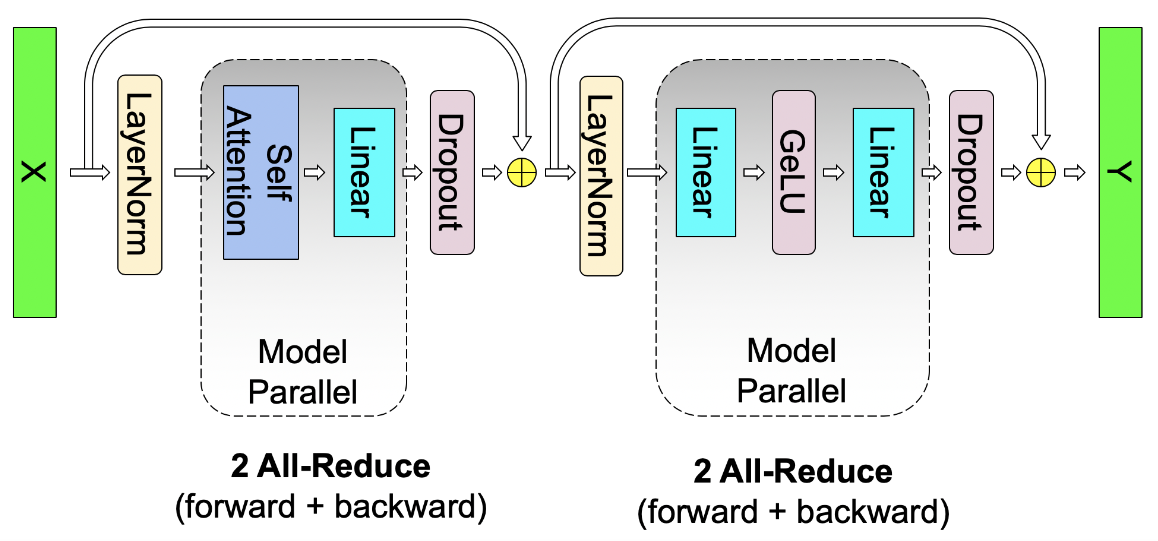 X
LayerNorm
Self
Attention
Linear
Dropout
LayerNorm
Linear
GeLU
Linear
Dropout
Y
Model
Parallel
Model
Parallel
2 All-Reduce
(forward + backward)
2 All-Reduce
(forward + backward)